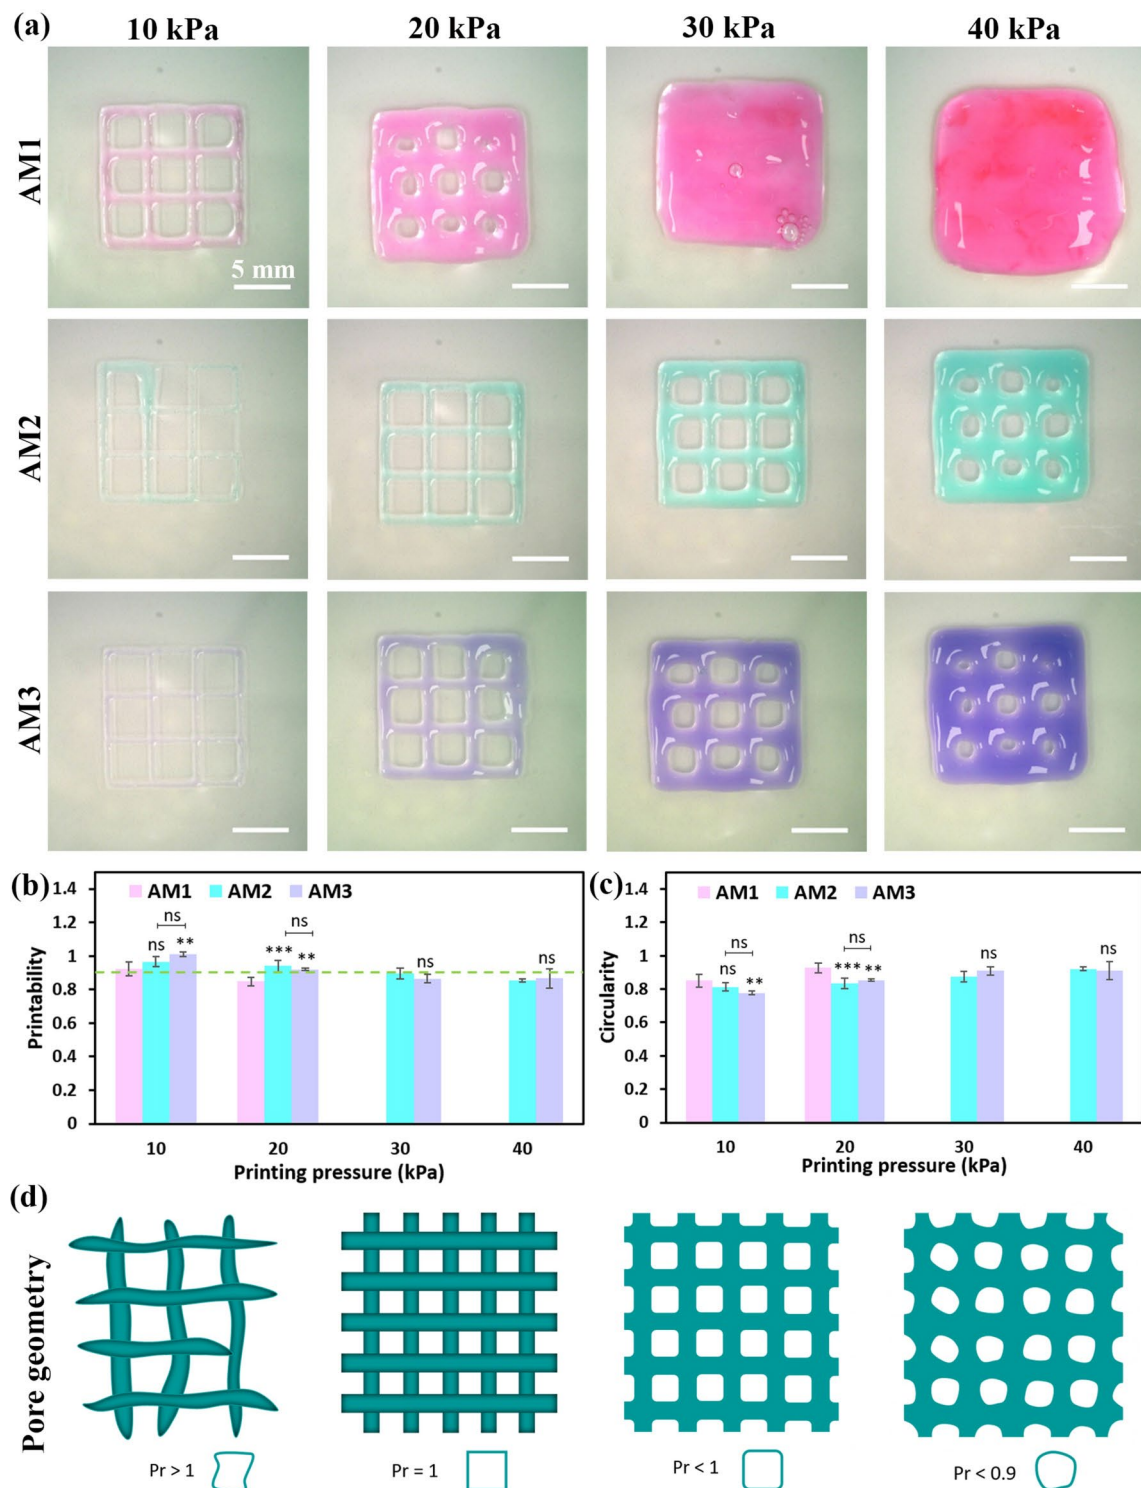 (a)
10 kPa 20 kPa 30 kPa 40 kPa
AM1
5 mm
AM2
AM3
(b)
AM1 AM2 AM3
1.4
1.2
1
0.8
0.6
0.4
0.2
0
ns
ns
**
ns
***
**
ns
ns
Printability
10 20 30 40
Printing pressure (kPa)
(c)
AM1 AM2 AM3
1.4
1.2
1
0.8
0.6
0.4
0.2
0
ns
ns
**
ns
***
**
ns
ns
Circularity
10 20 30 40
Printing pressure (kPa)
(d)
Pore geometry
Pr > 1 Pr = 1 Pr < 1 Pr < 0.9